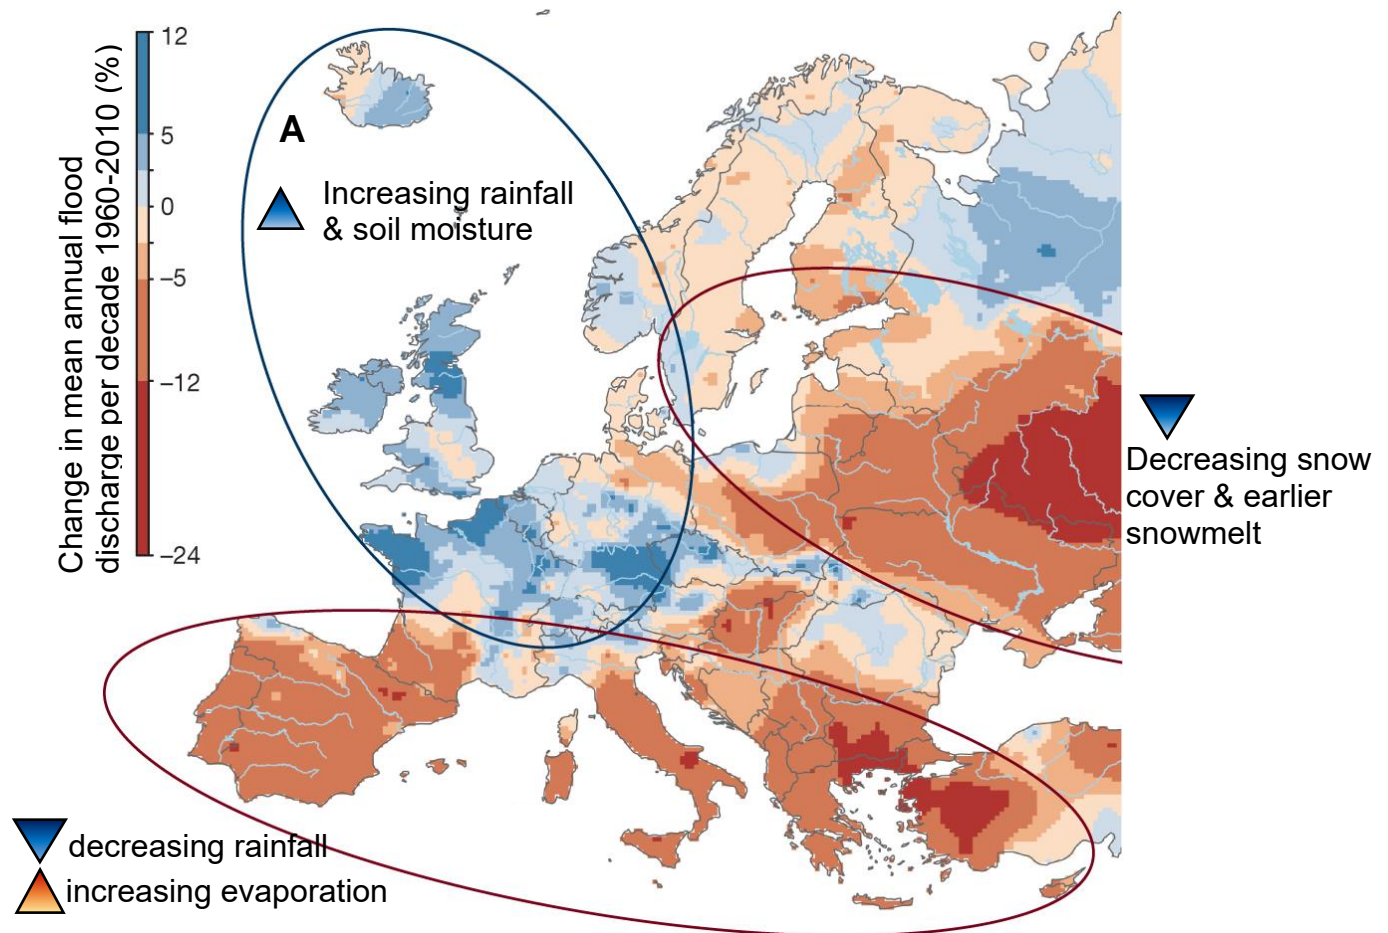 Change in mean annual flood
discharge per decade 1960-2010 (%)
12
5
0
−5
−12
−24
A
Increasing rainfall
& soil moisture
Decreasing snow
cover & earlier
snowmelt
decreasing rainfall
increasing evaporation